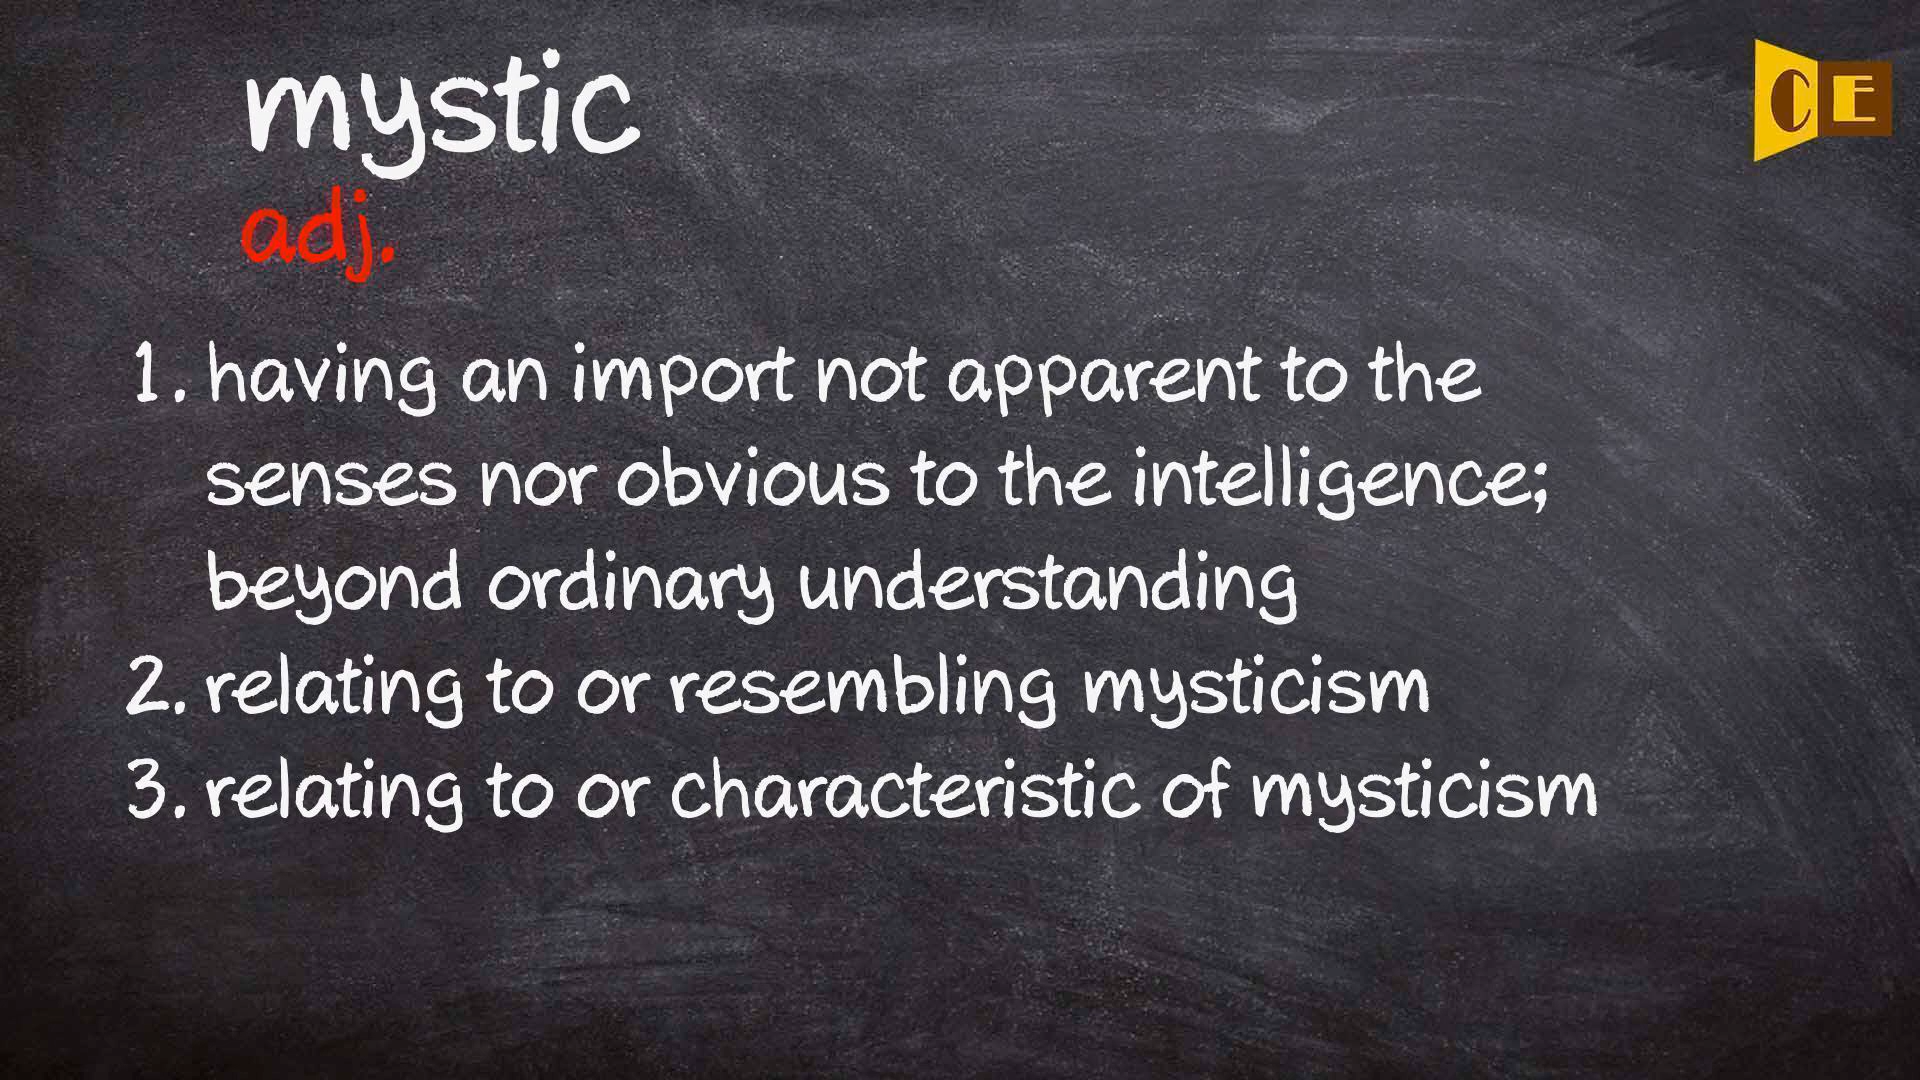 mystic
adj.
1. having an import not apparent to the
senses nor obvious to the intelligence;
beyond ordinary understanding
2. relating to or resembling mysticism
3. relating to or characteristic of mysticism
CE